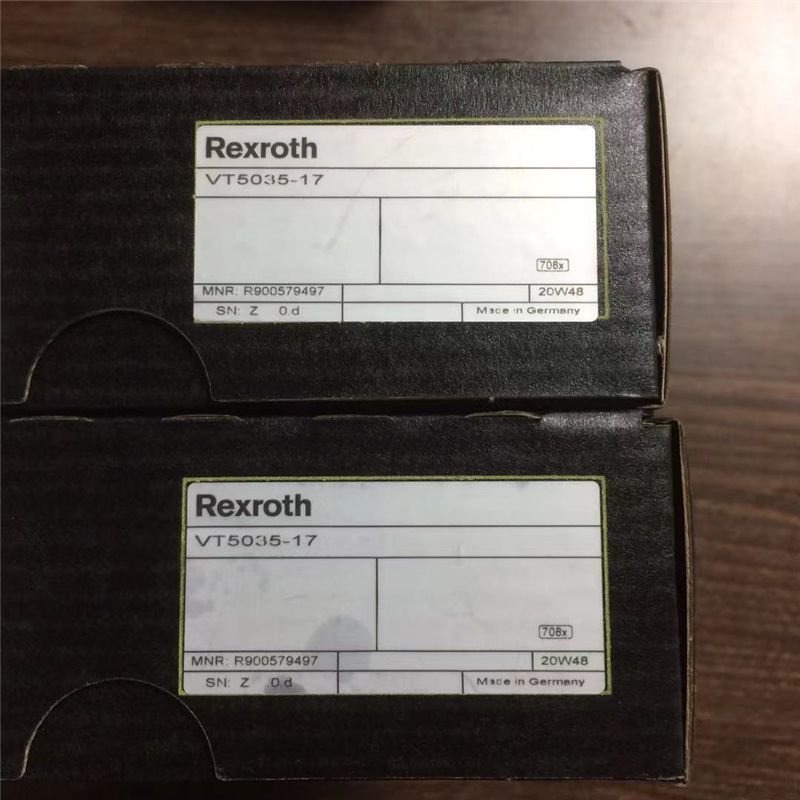 Rexroth
VT5035-17
708x
MNR: R900579497 20W48
SN: Z .0.d Made in Germany
Rexroth
VT5035-17
708x
MNR: R900579497 20W48
SN: Z .0.d Made in Germany